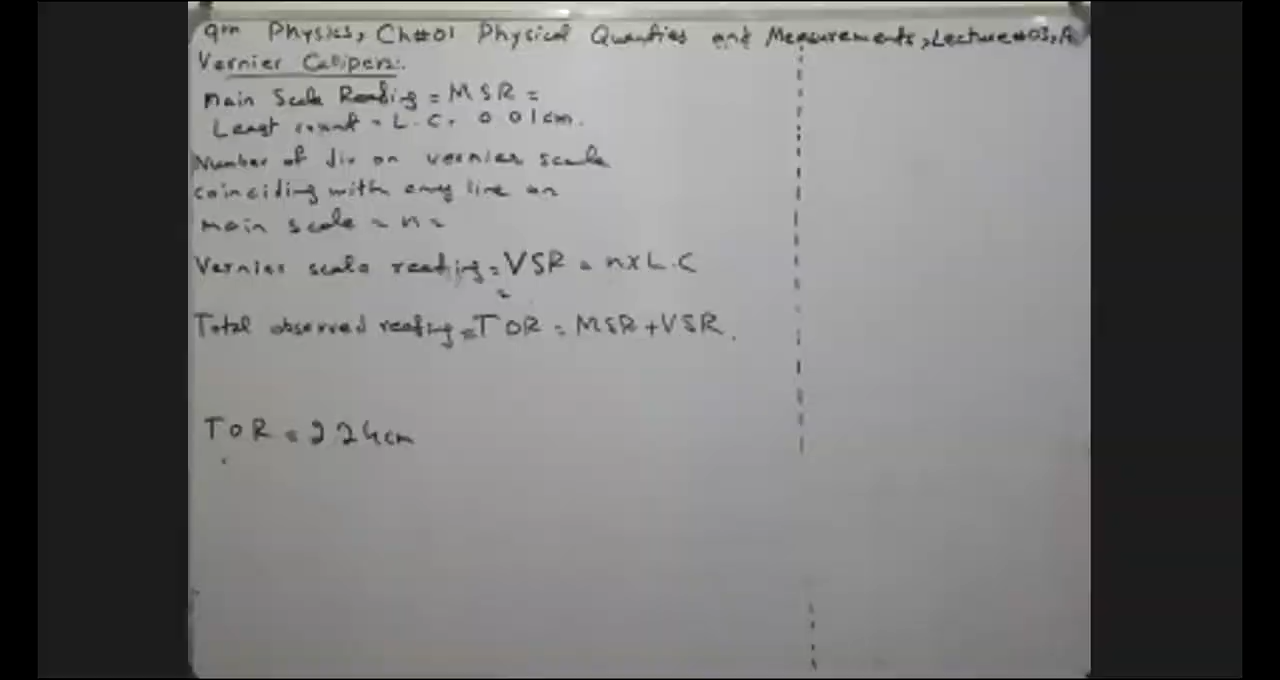 9th Physics, Ch#01 Physical Quanties and Measurements, Lecture#03, A
Vernier Calipers:.
Main Scale Reading = MSR =
Least count = L.C. 0.01cm.
Number of div on vernier scale
coinciding with any line on
main scale = n =
Vernier scale reading = VSR = n×L.C
=
Total observed reading = TOR = MSR+VSR.
TOR = 2.24cm